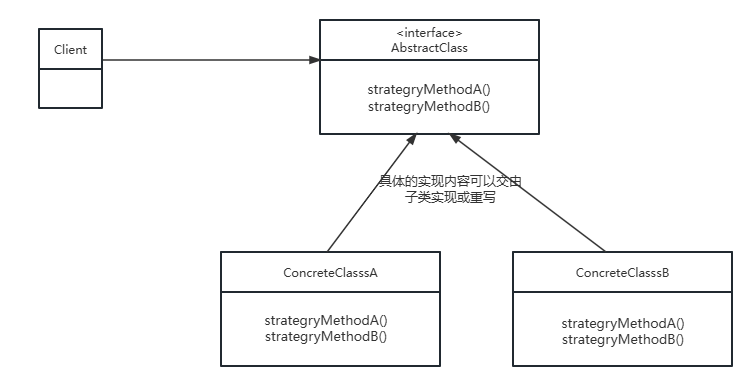 Client
<interface>
AbstractClass
strategryMethodA()
strategryMethodB()
具体的实现内容可以交由
子类实现或重写
ConcreteClasssA
strategryMethodA()
strategryMethodB()
ConcreteClasssB
strategryMethodA()
strategryMethodB()